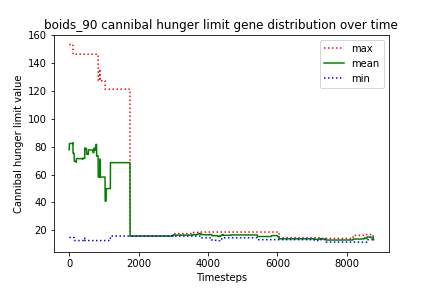 boids_90 cannibal hunger limit gene distribution over time
160
140
120
100
80
60
40
20
Cannibal hunger limit value
max
mean
min
0
2000
4000
6000
8000
Timesteps